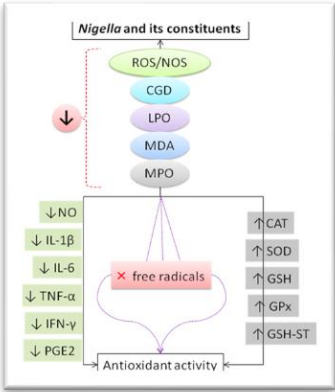 Nigella and its constituents
ROS/NOS
CGD
↓
LPO
MDA
MPO
↓ NO
↓ IL-1β
↓ IL-6
↓ TNF-α
↓ IFN-γ
↓ PGE2
× free radicals
↑ CAT
↑ SOD
↑ GSH
↑ GPx
↑ GSH-ST
Antioxidant activity